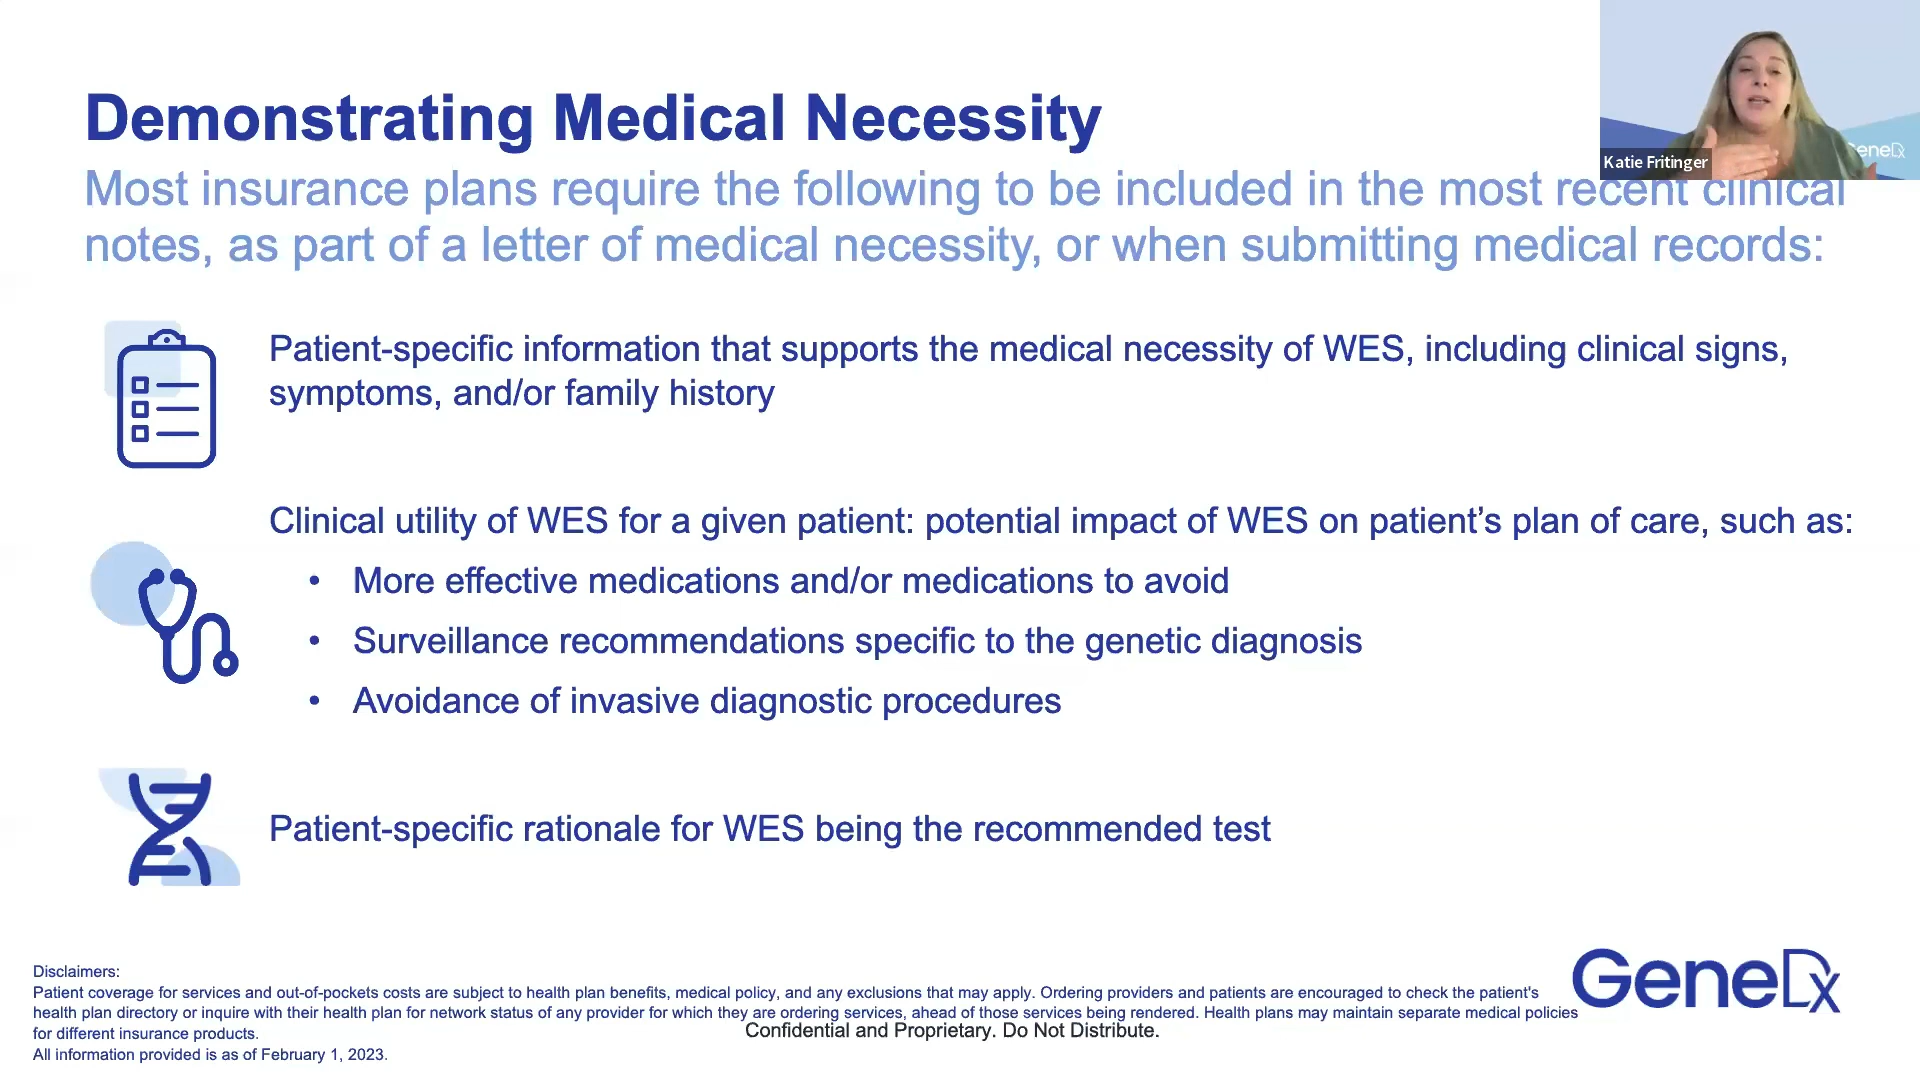 Demonstrating Medical Necessity
Most insurance plans require the following to be included in the most recent clinical
notes, as part of a letter of medical necessity, or when submitting medical records:
Katie Fritinger
GeneDx
Patient-specific information that supports the medical necessity of WES, including clinical signs,
symptoms, and/or family history
Clinical utility of WES for a given patient: potential impact of WES on patient’s plan of care, such as:
• More effective medications and/or medications to avoid
• Surveillance recommendations specific to the genetic diagnosis
• Avoidance of invasive diagnostic procedures
Patient-specific rationale for WES being the recommended test
Disclaimers:
Patient coverage for services and out-of-pockets costs are subject to health plan benefits, medical policy, and any exclusions that may apply. Ordering providers and patients are encouraged to check the patient's
health plan directory or inquire with their health plan for network status of any provider for which they are ordering services, ahead of those services being rendered. Health plans may maintain separate medical policies
for different insurance products.
All information provided is as of February 1, 2023.
Confidential and Proprietary. Do Not Distribute.
GeneDx